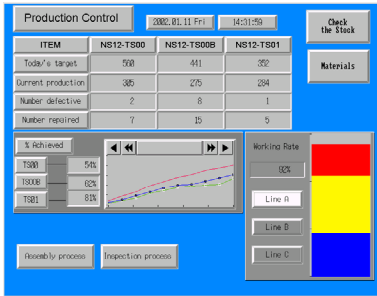 Production Control
2002.01.11 Fri
14:31:59
Check
the Stock
ITEM NS12-TS00 NS12-TS00B NS12-TS01
Today's target 560 441 352
Current production 305 275 284
Number defective 2 8 1
Number repaired 7 15 5
Materials
% Achieved
TS00 54%
TS00B 62%
TS01 81%
Working Rate
92%
Line A
Line B
Line C
Assembly process
Inspection process